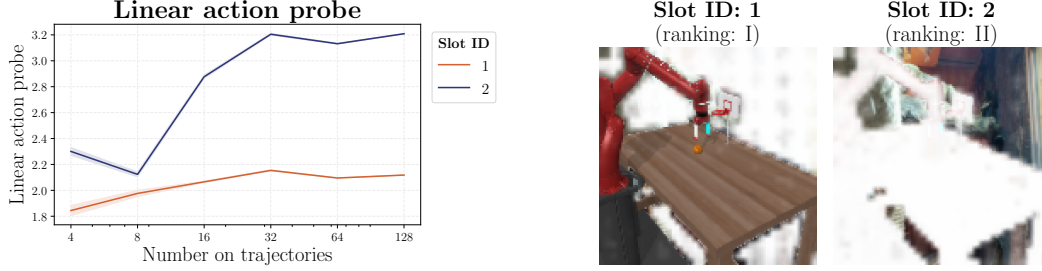 Linear action probe
Linear action probe
3.2
3.0
2.8
2.6
2.4
2.2
2.0
1.8
4 8 16 32 64 128
Number on trajectories
Slot ID
1
2
Slot ID: 1
(ranking: I)
Slot ID: 2
(ranking: II)